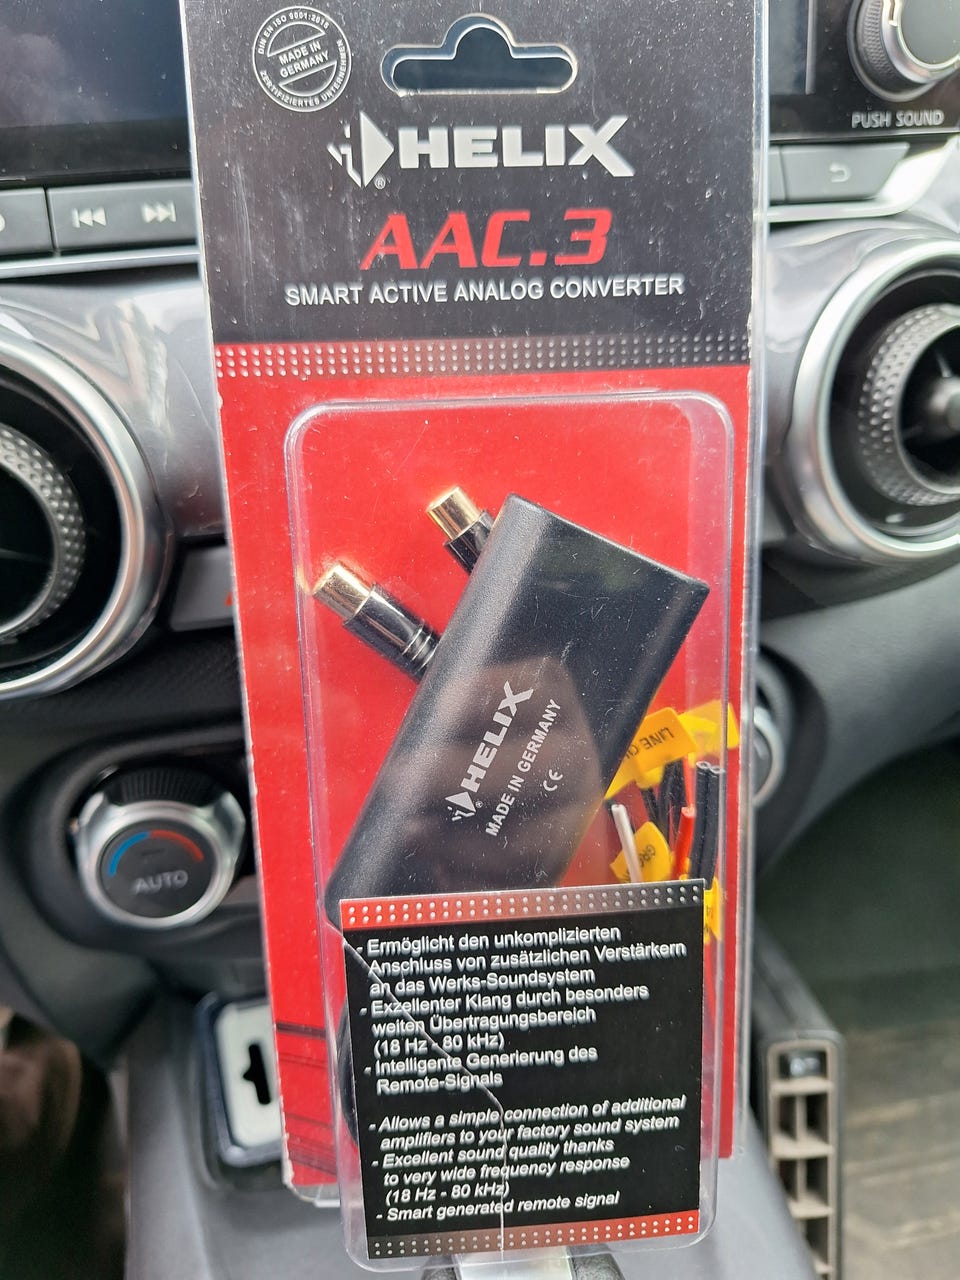 DIN EN ISO 9001:2015
MADE IN
GERMANY
ZERTIFIZIERTES UNTERNEHMEN
PUSH SOUND
HELIX
®
AAC.3
SMART ACTIVE ANALOG CONVERTER
HELIX
®
MADE IN GERMANY
CE
LINE
AUTO
- Ermöglicht den unkomplizierten
Anschluss von zusätzlichen Verstärkern
an das Werks-Soundsystem
- Exzellenter Klang durch besonders
weiten Übertragungsbereich
(18 Hz - 80 kHz)
- Intelligente Generierung des
Remote-Signals
- Allows a simple connection of additional
amplifiers to your factory sound system
- Excellent sound quality thanks
to very wide frequency response
(18 Hz - 80 kHz)
- Smart generated remote signal